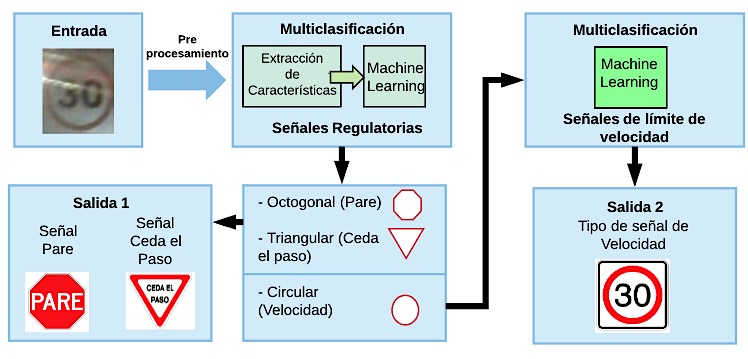 Entrada
30
Pre
procesamiento
Multiclasificación
Extracción
de
Características
Machine
Learning
Señales Regulatorias
Multiclasificación
Machine
Learning
Señales de límite de
velocidad
Salida 1
Señal
Pare
Señal
Ceda el
Paso
PARE
CEDA EL
PASO
- Octogonal (Pare)
- Triangular (Ceda
el paso)
- Circular
(Velocidad)
Salida 2
Tipo de señal de
Velocidad
30